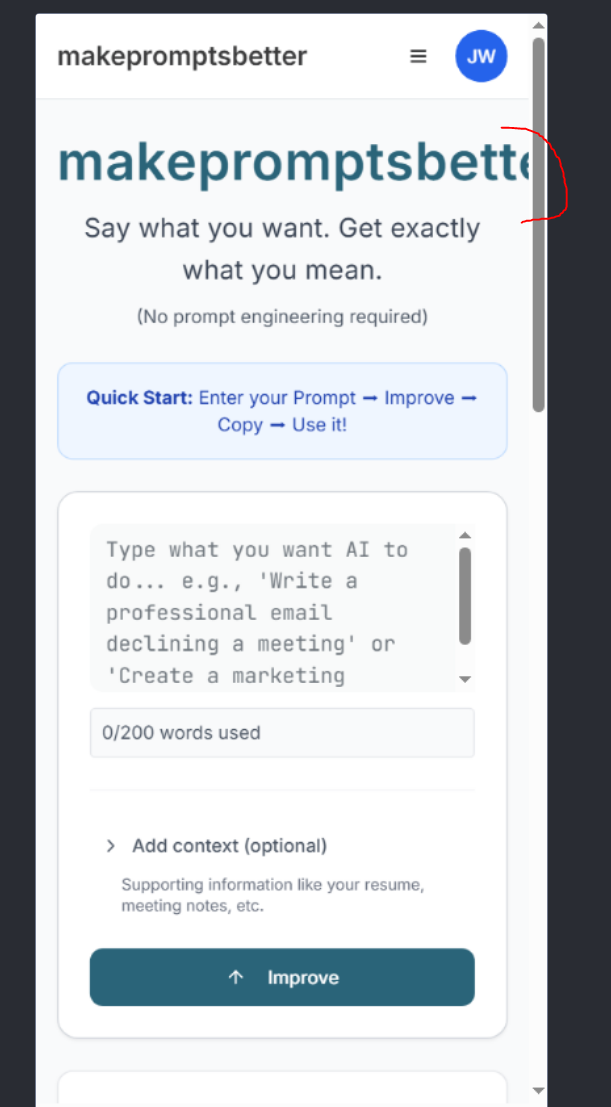 makepromptsbetter
JW
makepromptsbette
Say what you want. Get exactly
what you mean.
(No prompt engineering required)
Quick Start: Enter your Prompt → Improve →
Copy → Use it!
Type what you want AI to
do... e.g., 'Write a
professional email
declining a meeting' or
'Create a marketing
0/200 words used
Add context (optional)
Supporting information like your resume,
meeting notes, etc.
↑ Improve